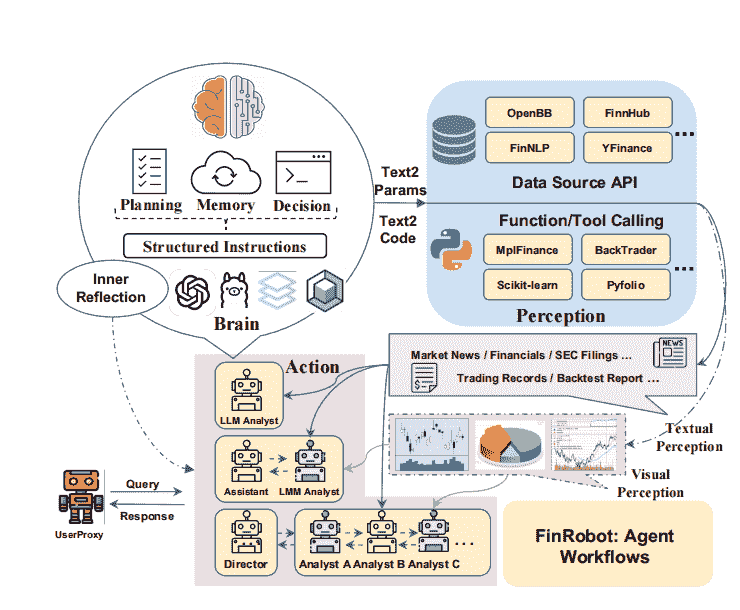 Planning Memory Decision
Structured Instructions
Inner
Reflection
Brain
Text2
Params
Text2
Code
OpenBB FinnHub
FinNLP YFinance
...
Data Source API
Function/Tool Calling
MplFinance BackTrader
Scikit-learn Pyfolio
...
Perception
Market News / Financials / SEC Filings ...
NEWS
Trading Records / Backtest Report ...
Textual
Perception
Visual
Perception
Action
LLM Analyst
Assistant LMM Analyst
Director Analyst A Analyst B Analyst C ...
Query
Response
UserProxy
FinRobot: Agent
Workflows